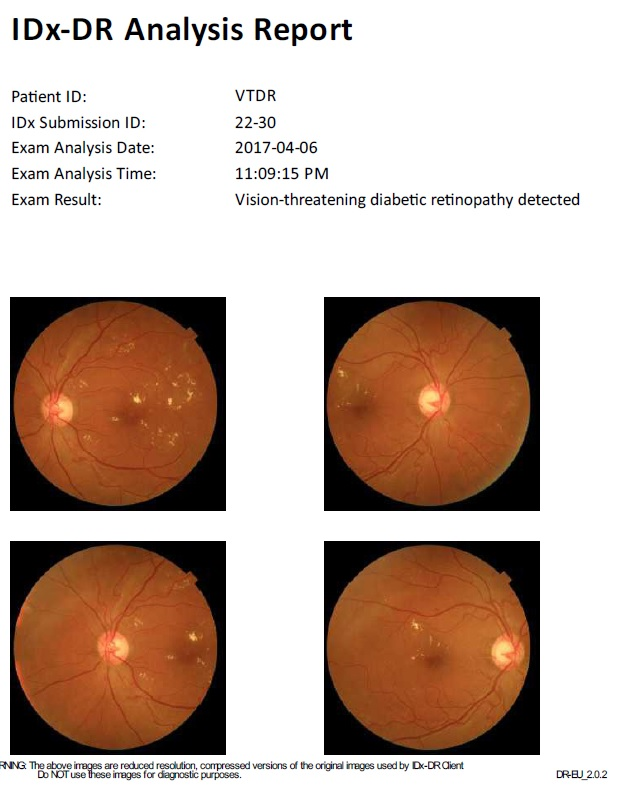 IDx-DR Analysis Report
Patient ID: VTDR
IDx Submission ID: 22-30
Exam Analysis Date: 2017-04-06
Exam Analysis Time: 11:09:15 PM
Exam Result: Vision-threatening diabetic retinopathy detected
RNING: The above images are reduced resolution, compressed versions of the original images used by IDx-DR Client
Do NOT use these images for diagnostic purposes.
DR-EU_2.0.2